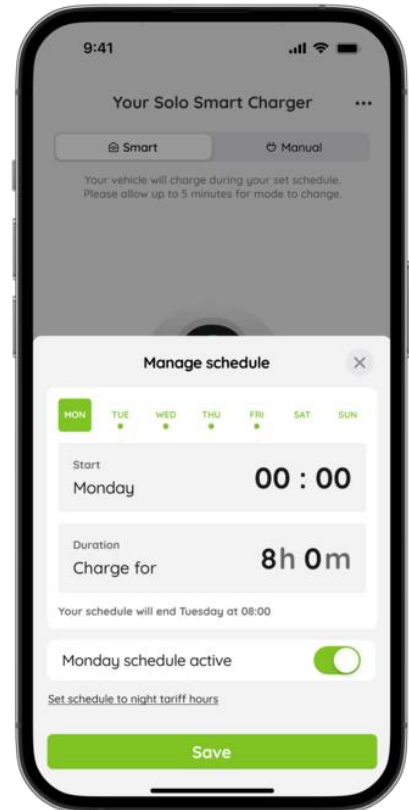 9:41
Your Solo Smart Charger ...
Smart Manual
Your vehicle will charge during your set schedule.
Please allow up to 5 minutes for mode to change.
Manage schedule
MON TUE WED THU FRI SAT SUN
Start
Monday 00 : 00
Duration
Charge for 8h 0m
Your schedule will end Tuesday at 08:00
Monday schedule active
Set schedule to night tariff hours
Save